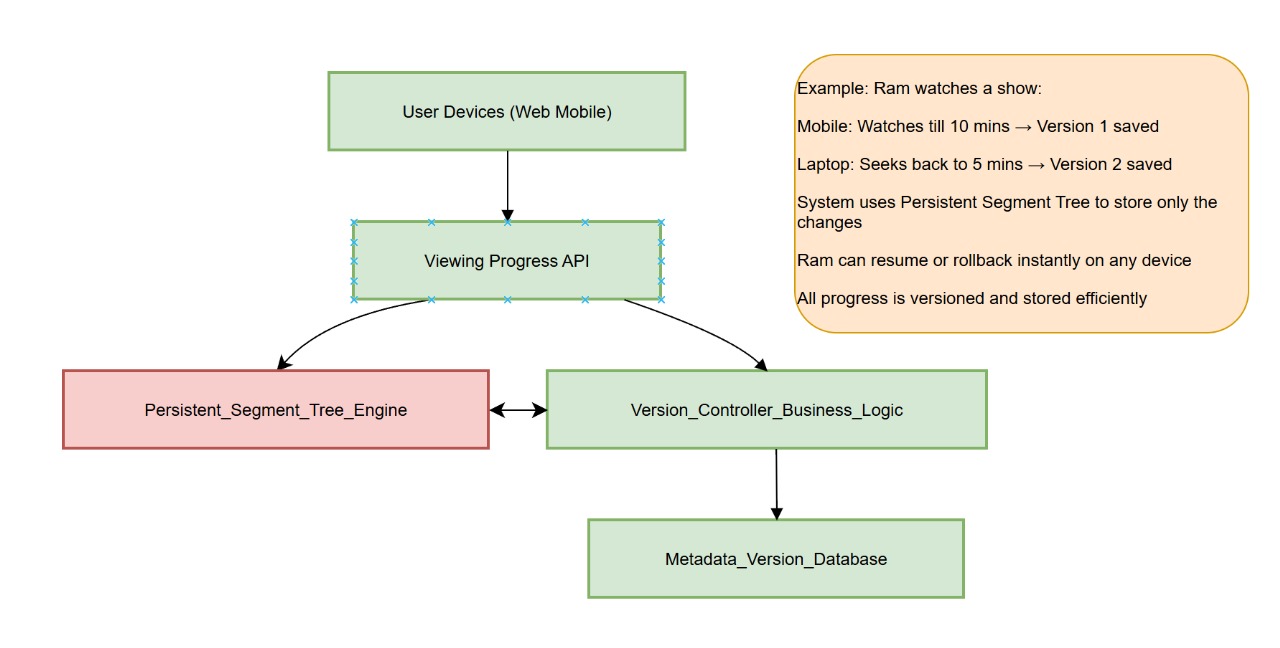 User Devices (Web Mobile)
Example: Ram watches a show:
Mobile: Watches till 10 mins → Version 1 saved
Laptop: Seeks back to 5 mins → Version 2 saved
System uses Persistent Segment Tree to store only the
changes
Ram can resume or rollback instantly on any device
All progress is versioned and stored efficiently
Viewing Progress API
Persistent_Segment_Tree_Engine
Version_Controller_Business_Logic
Metadata_Version_Database